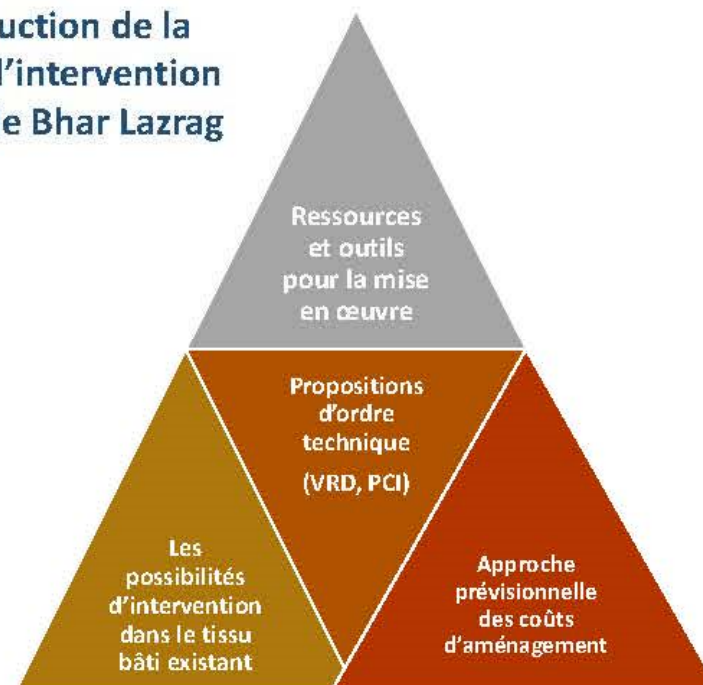 uction de la
l'intervention
e Bhar Lazrag
Ressources
et outils
pour la mise
en œuvre
Propositions
d'ordre
technique
(VRD, PCI)
Les
possibilités
d'intervention
dans le tissu
bâti existant
Approche
prévisionnelle
des coûts
d'aménagement